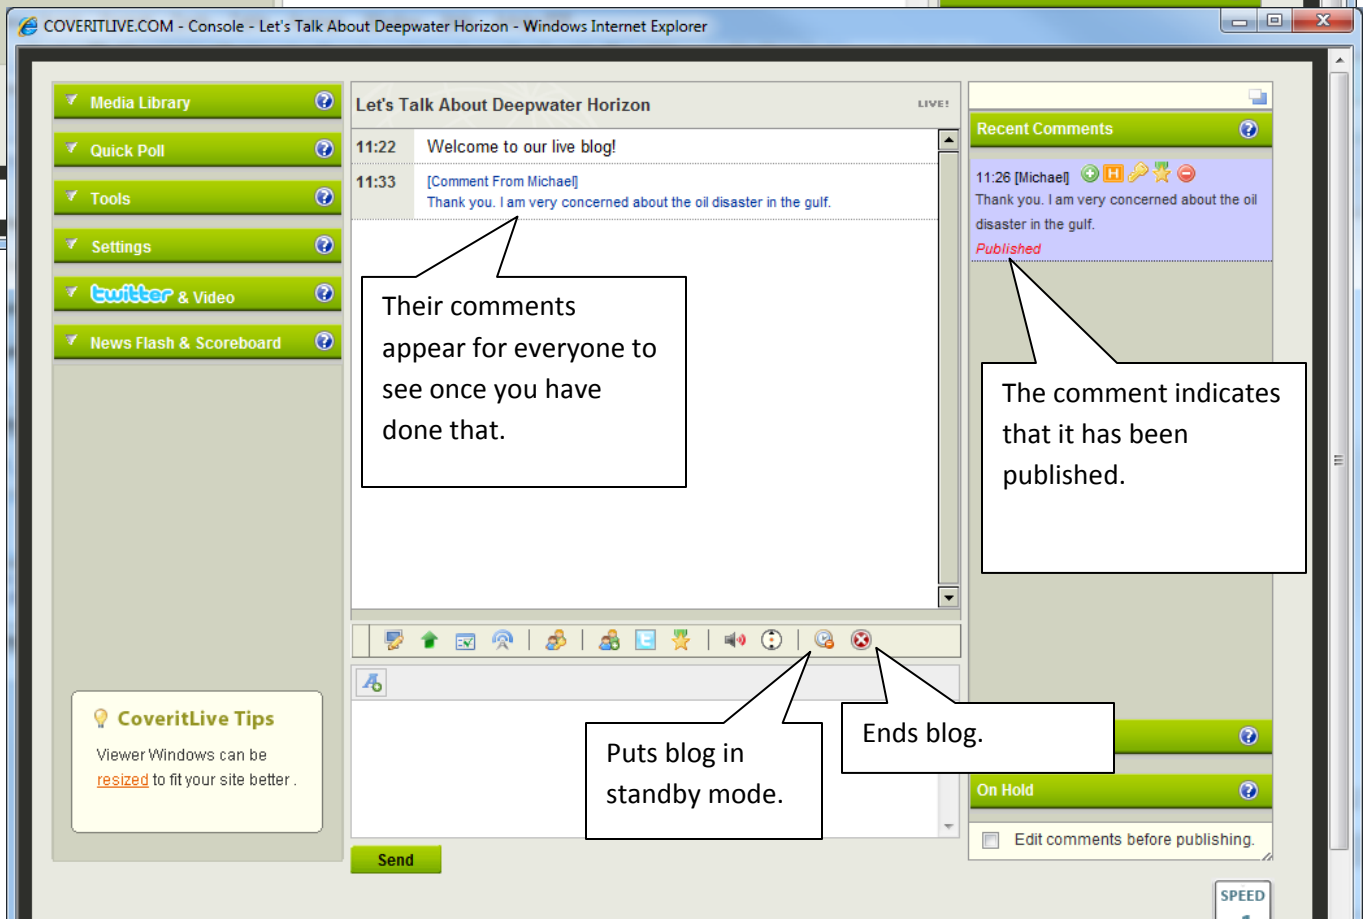 COVERITLIVE.COM - Console - Let's Talk About Deepwater Horizon - Windows Internet Explorer
Media Library
Quick Poll
Tools
Settings
twitter & Video
News Flash & Scoreboard
CoveritLive Tips
Viewer Windows can be
resized to fit your site better .
Let's Talk About Deepwater Horizon
LIVE!
11:22 Welcome to our live blog!
11:33 [Comment From Michael]
Thank you. I am very concerned about the oil disaster in the gulf.
Their comments
appear for everyone to
see once you have
done that.
Puts blog in
standby mode.
Ends blog.
Send
Recent Comments
11:26 [Michael] H
Thank you. I am very concerned about the oil
disaster in the gulf.
Published
The comment indicates
that it has been
published.
On Hold
Edit comments before publishing.
SPEED